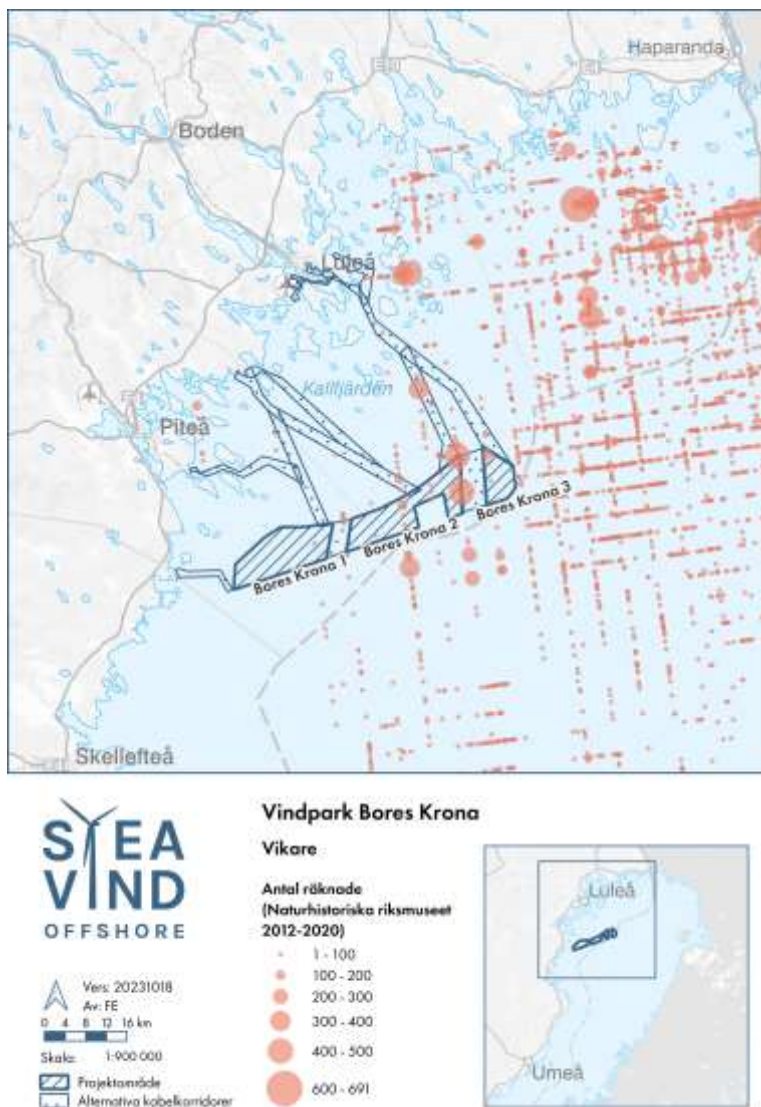 Haparanda
E4
E4
Boden
Luleå
Kallfjärden
Piteå
Bores Krona 3
Bores Krona 2
Bores Krona 1
Skellefteå
SVEA
VIND
OFFSHORE
Vers: 20231018
Av: FE
0 4 8 12 16 km
Skala: 1:900 000
Projektområde
Alternativa kabelkorridorer
Vindpark Bores Krona
Vikare
Antal räknade
(Naturhistoriska riksmuseet
2012-2020)
1 - 100
100 - 200
200 - 300
300 - 400
400 - 500
600 - 691
Luleå
Umeå